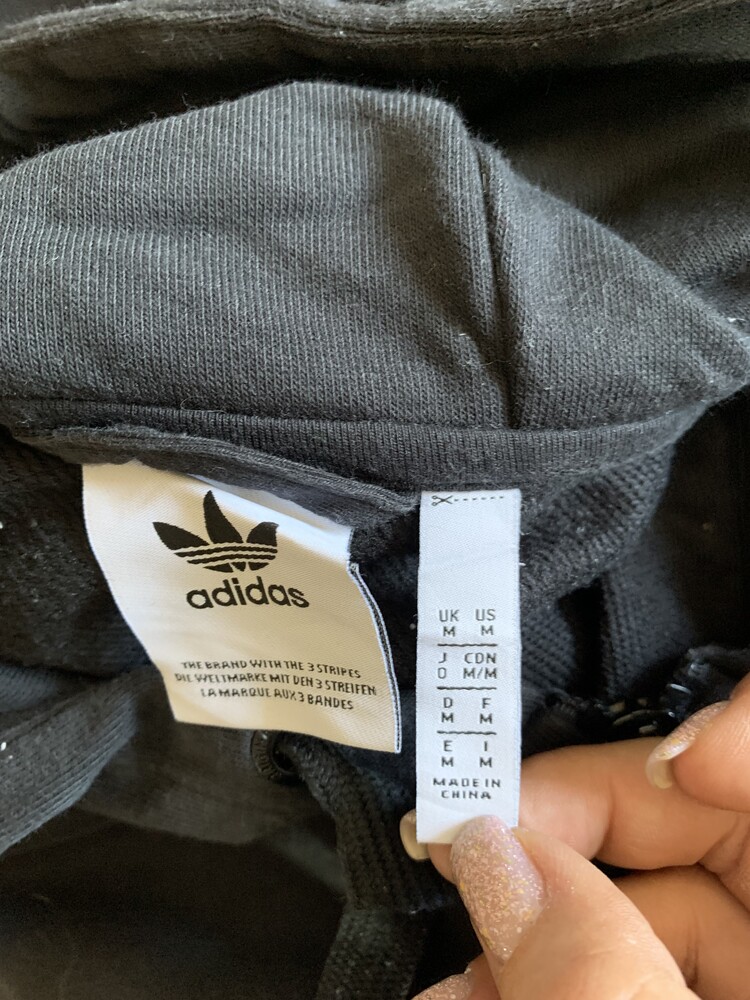 adidas
THE BRAND WITH THE 3 STRIPES
DIE WELTMARKE MIT DEN 3 STREIFEN
LA MARQUE AUX 3 BANDES
UK US
M M
J CDN
O M/M
D F
M M
E I
M M
MADE IN
CHINA